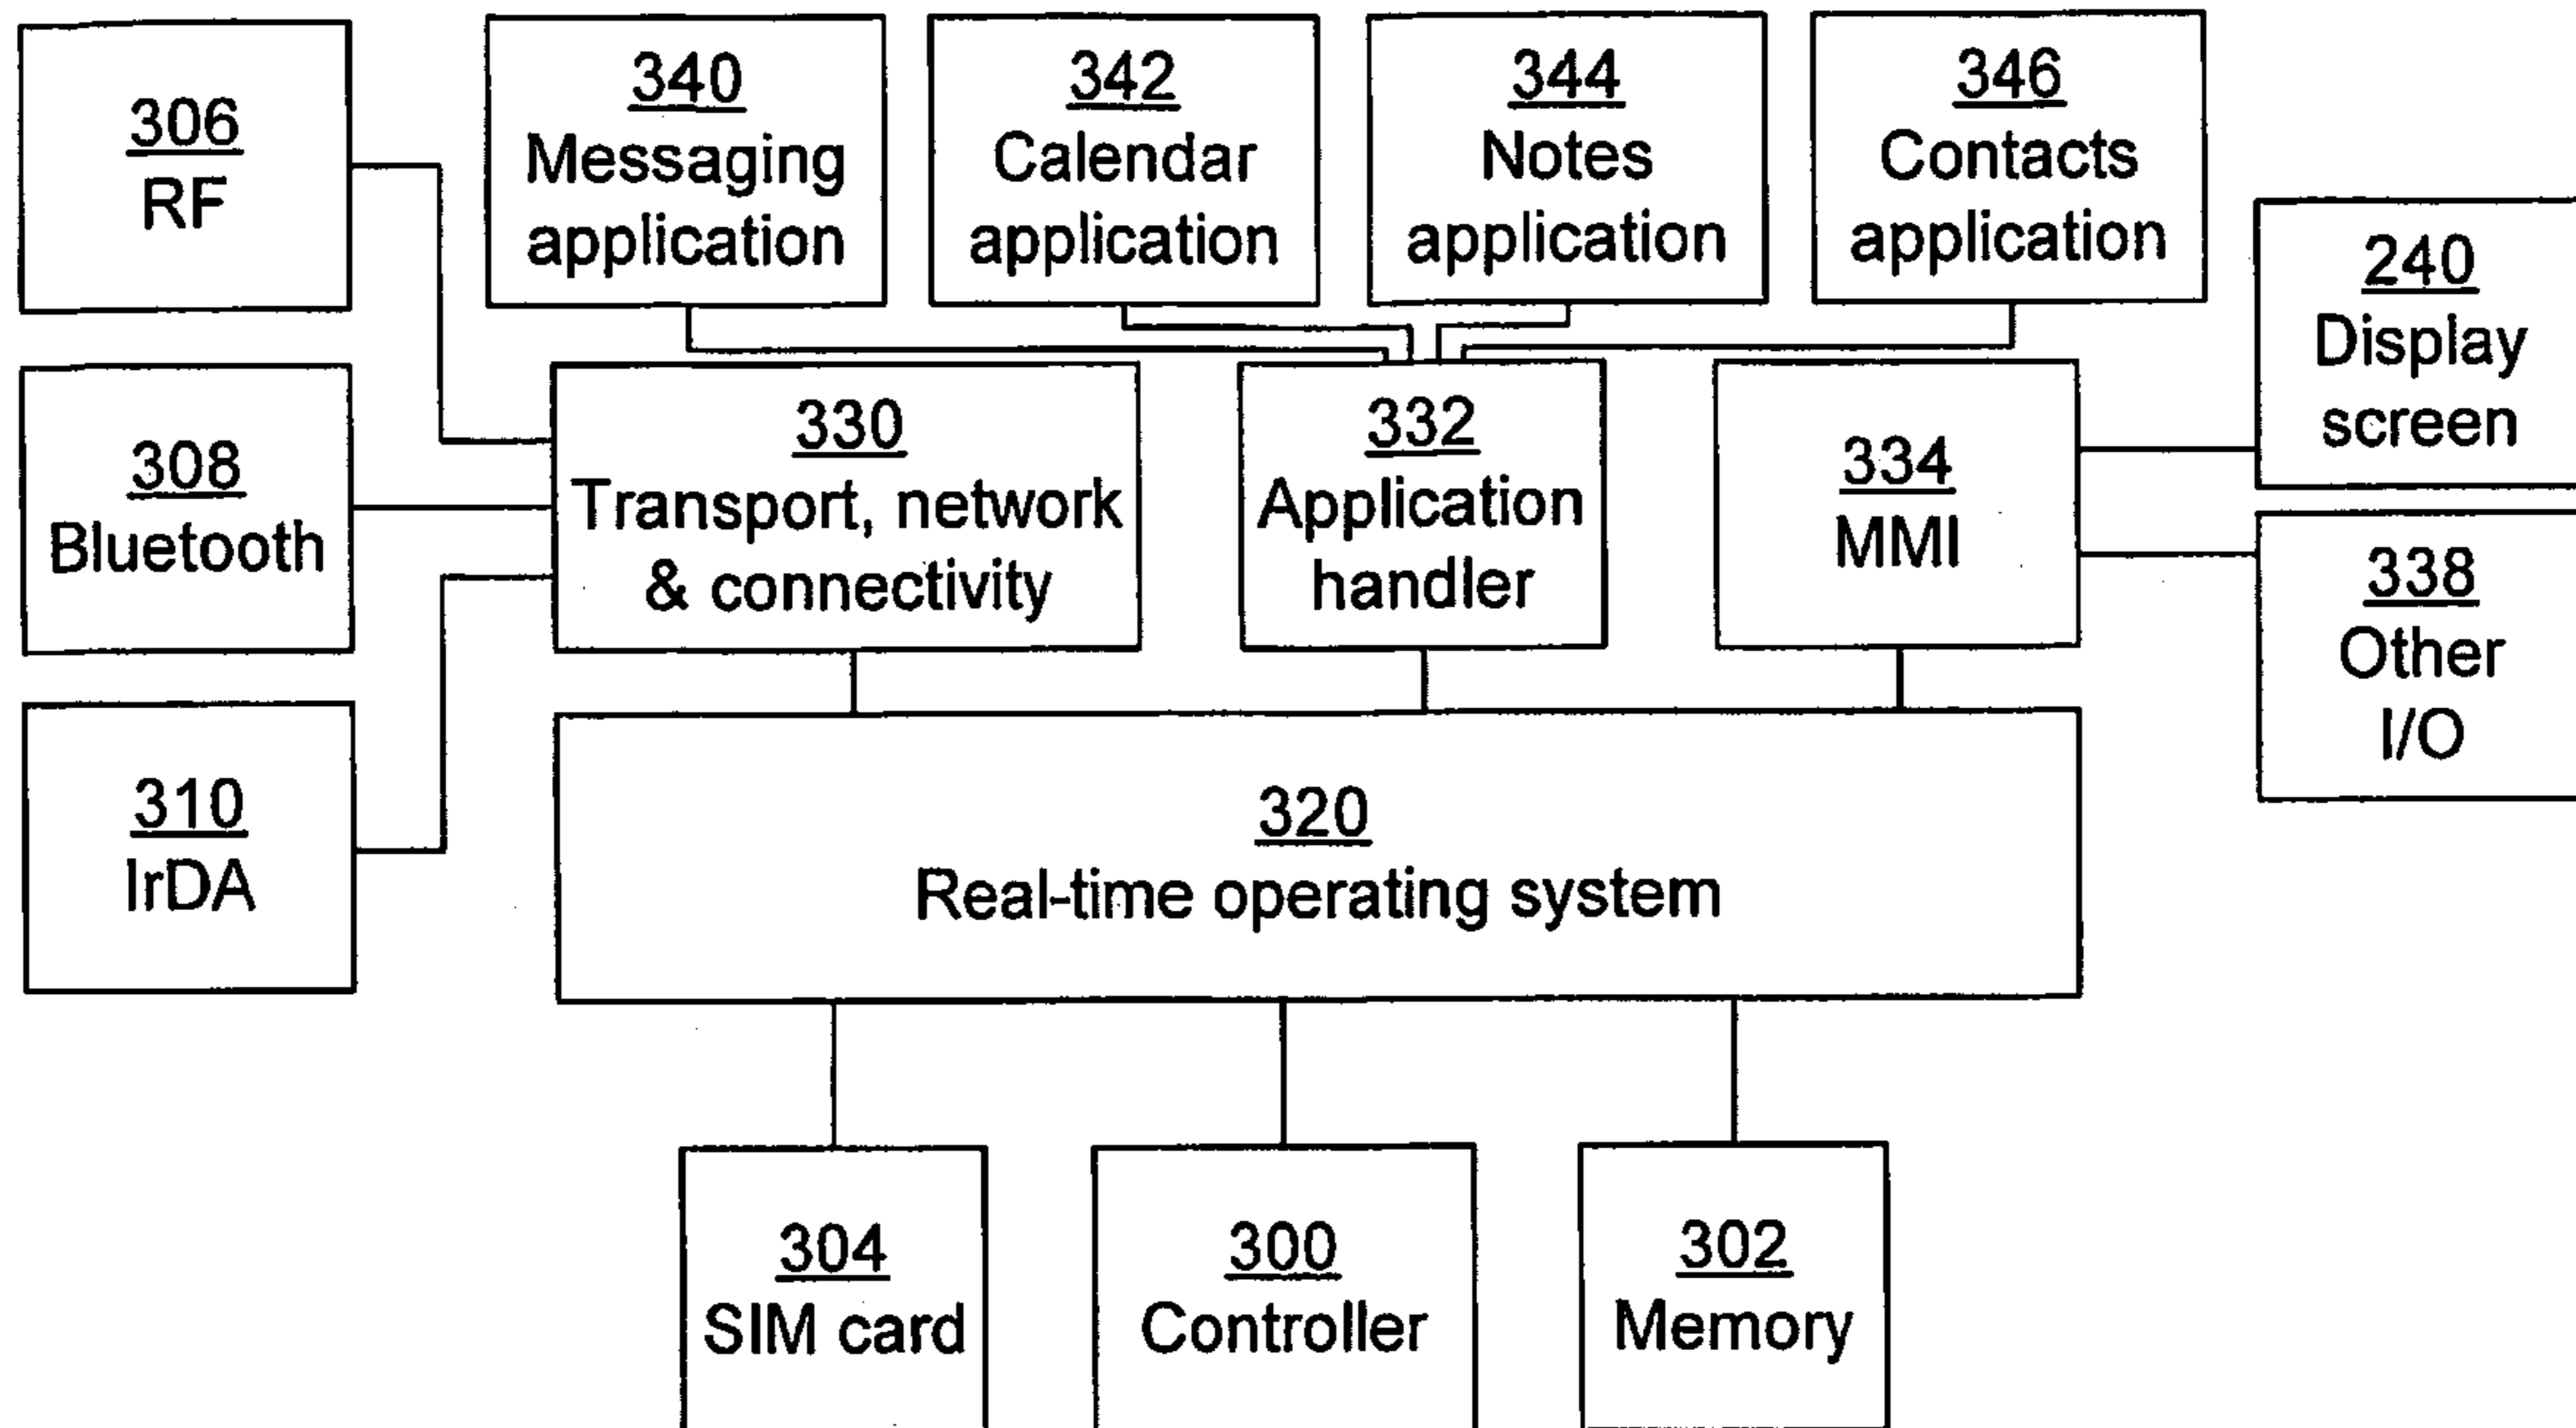 306
RF
340
Messaging
application
342
Calendar
application
344
Notes
application
346
Contacts
application
240
Display
screen
308
Bluetooth
330
Transport, network
& connectivity
332
Application
handler
334
MMI
338
Other
I/O
310
IrDA
320
Real-time operating system
304
SIM card
300
Controller
302
Memory